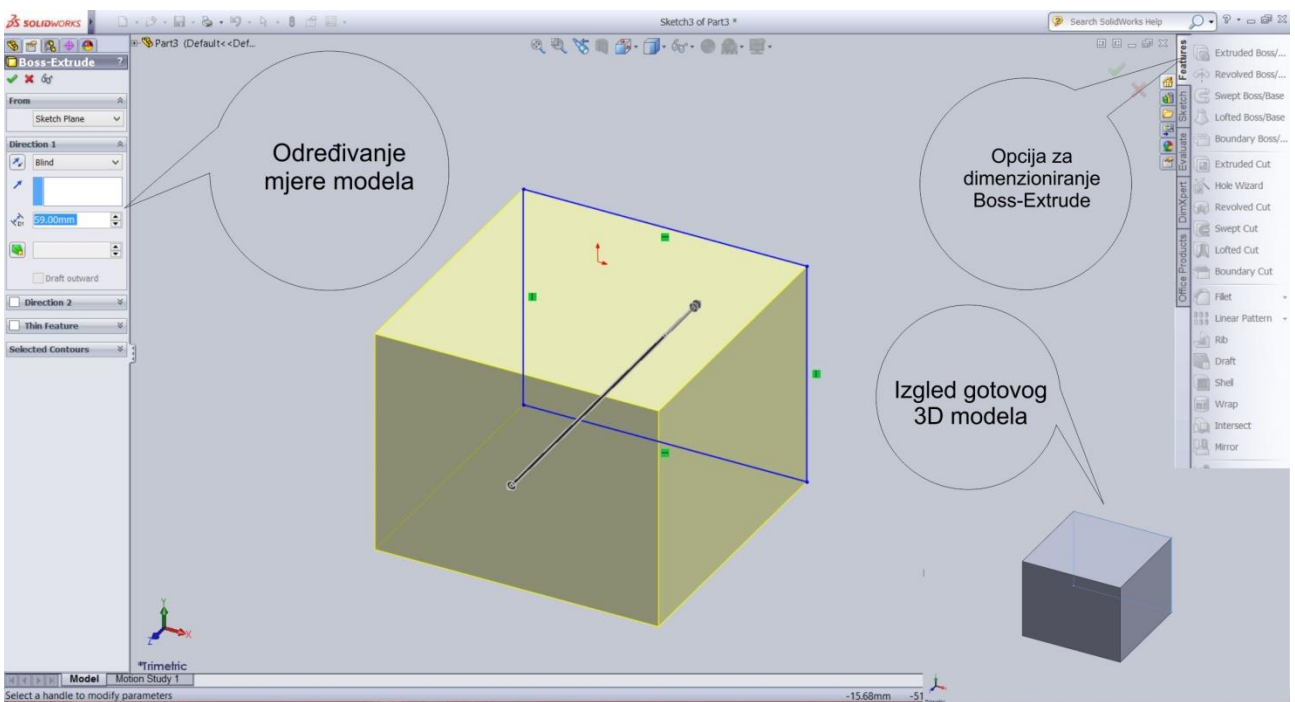 SOLIDWORKS
Sketch3 of Part3 *
Search SolidWorks Help
Part3 (Default<<Def...
Boss-Extrude
?
From
Sketch Plane
Direction 1
Blind
59.00mm
Draft outward
Direction 2
Thin Feature
Selected Contours
Određivanje
mjere modela
Opcija za
dimenzioniranje
Boss-Extrude
Izgled gotovog
3D modela
Features
Sketch
Evaluate
DimXpert
Office Products
Extruded Boss/...
Revolved Boss/...
Swept Boss/Base
Lofted Boss/Base
Boundary Boss/...
Extruded Cut
Hole Wizard
Revolved Cut
Swept Cut
Lofted Cut
Boundary Cut
Fillet
Linear Pattern
Rib
Draft
Shell
Wrap
Intersect
Mirror
Y
X
Z
*Trimetric
Model
Motion Study 1
Select a handle to modify parameters
-15.68mm
-51